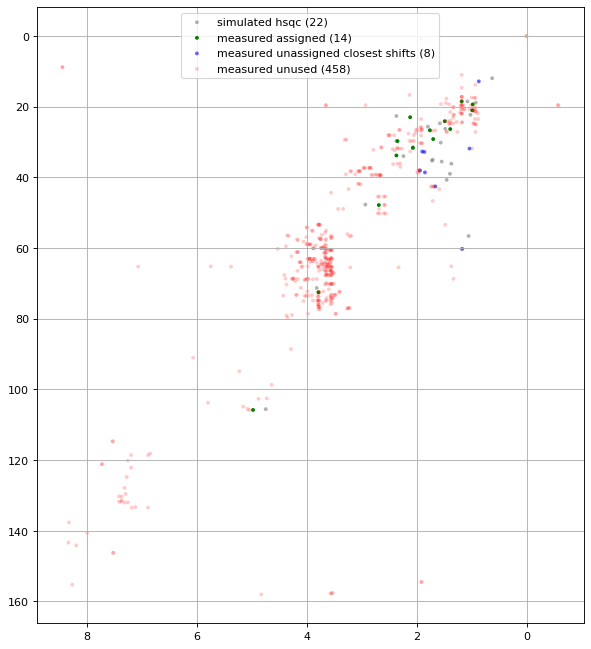 simulated hsqc (22)
measured assigned (14)
measured unassigned closest shifts (8)
measured unused (458)
0
20
40
60
80
100
120
140
160
8 6 4 2 0